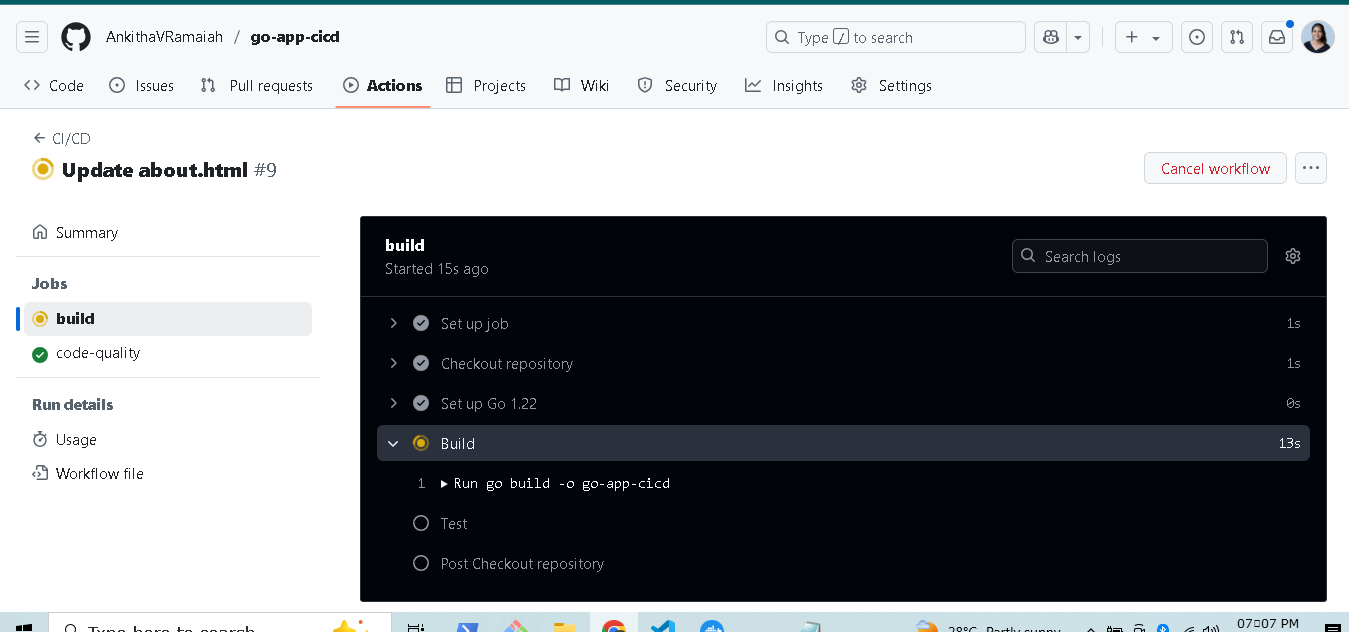 AnkithaVRamaiah / go-app-cicd
Type / to search
Code Issues Pull requests Actions Projects Wiki Security Insights Settings
CI/CD
Update about.html #9
Cancel workflow
Summary
Jobs
build
code-quality
Run details
Usage
Workflow file
build
Started 15s ago
Search logs
Set up job 1s
Checkout repository 1s
Set up Go 1.22 0s
Build 13s
1 Run go build -o go-app-cicd
Test
Post Checkout repository
Type here to search
28°C Partly sunny
07:07 PM